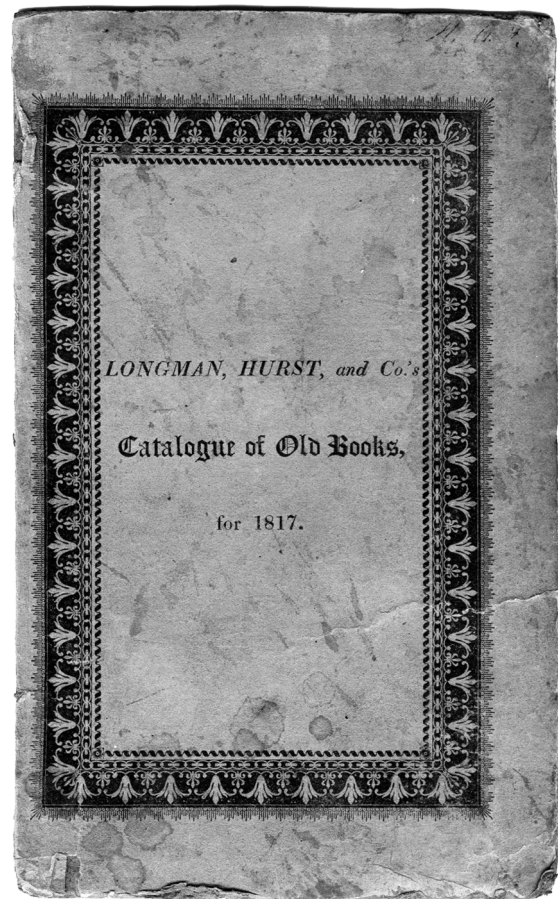 LONGMAN, HURST, and Co.'s
Catalogue of Old Books,
for 1817.